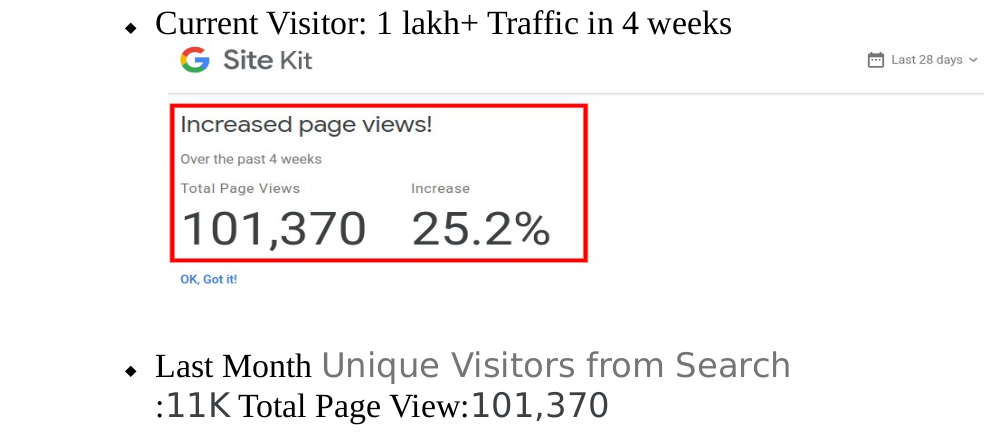 Current Visitor: 1 lakh+ Traffic in 4 weeks
Site Kit
Last 28 days
Increased page views!
Over the past 4 weeks
Total Page Views Increase
101,370 25.2%
OK, Got it!
Last Month Unique Visitors from Search
:11K Total Page View:101,370